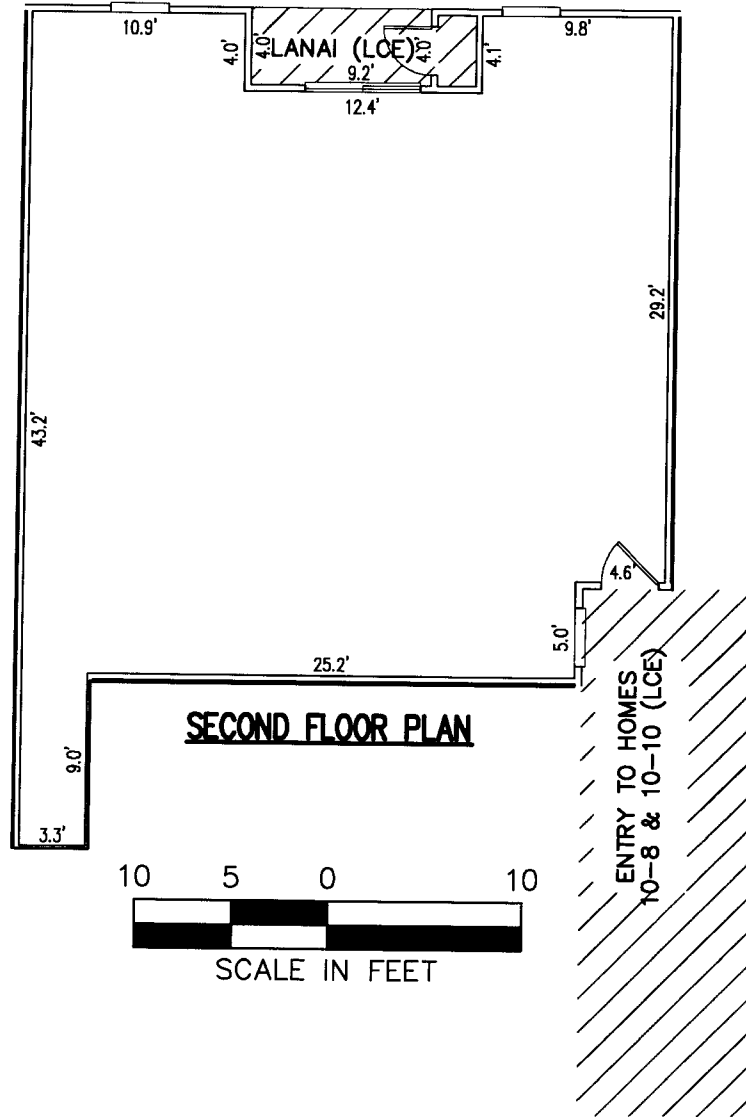 10.9'
4.0'
4.0'
LANAI (LCE)
4.0'
4.1'
9.8'
9.2'
12.4'
29.2'
43.2'
4.6'
5.0'
25.2'
SECOND FLOOR PLAN
9.0'
3.3'
ENTRY TO HOMES
10-8 & 10-10 (LCE)
10 5 0 10
SCALE IN FEET